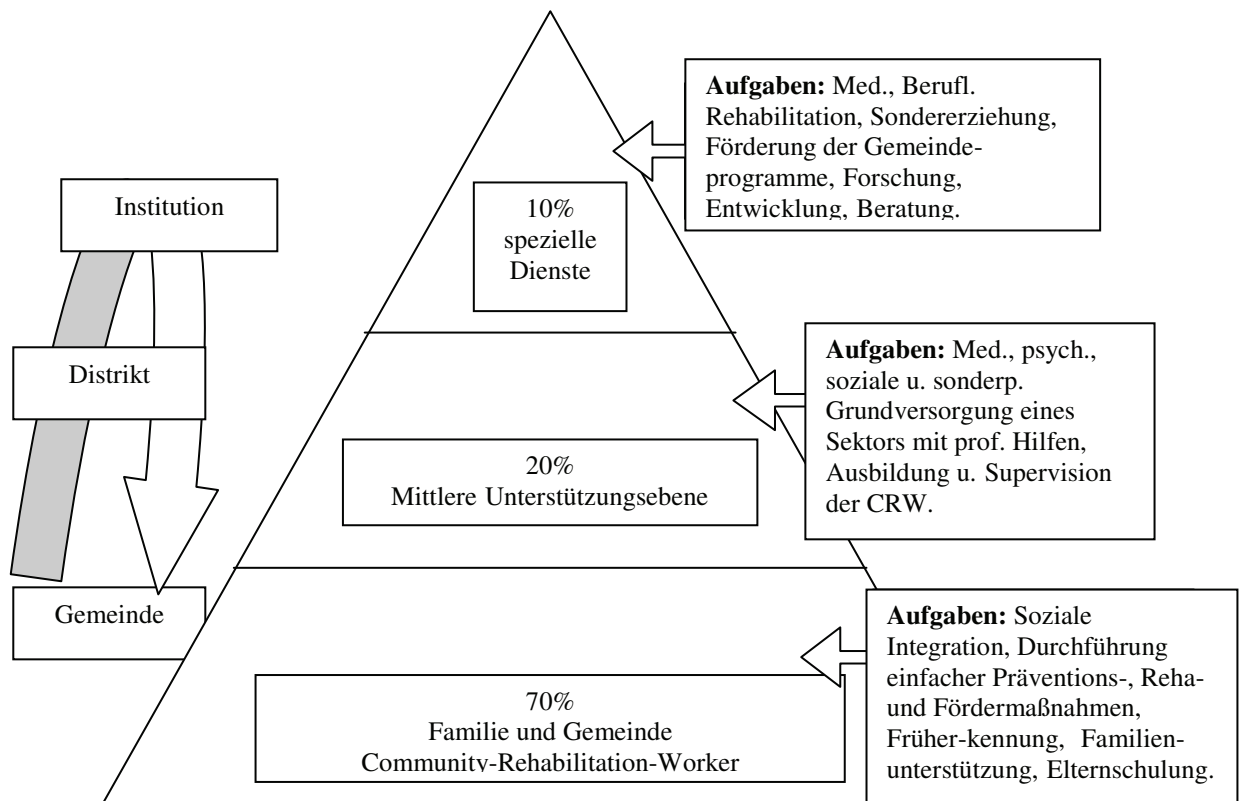 Aufgaben: Med., Berufl.
Rehabilitation, Sondererziehung,
Förderung der Gemeinde-
programme, Forschung,
Entwicklung, Beratung.
Institution
10%
spezielle
Dienste
Distrikt
Aufgaben: Med., psych.,
soziale u. sonderp.
Grundversorgung eines
Sektors mit prof. Hilfen,
Ausbildung u. Supervision
der CRW.
20%
Mittlere Unterstützungsebene
Gemeinde
Aufgaben: Soziale
Integration, Durchführung
einfacher Präventions-, Reha-
und Fördermaßnahmen,
Früher-kennung, Familien-
unterstützung, Elternschulung.
70%
Familie und Gemeinde
Community-Rehabilitation-Worker